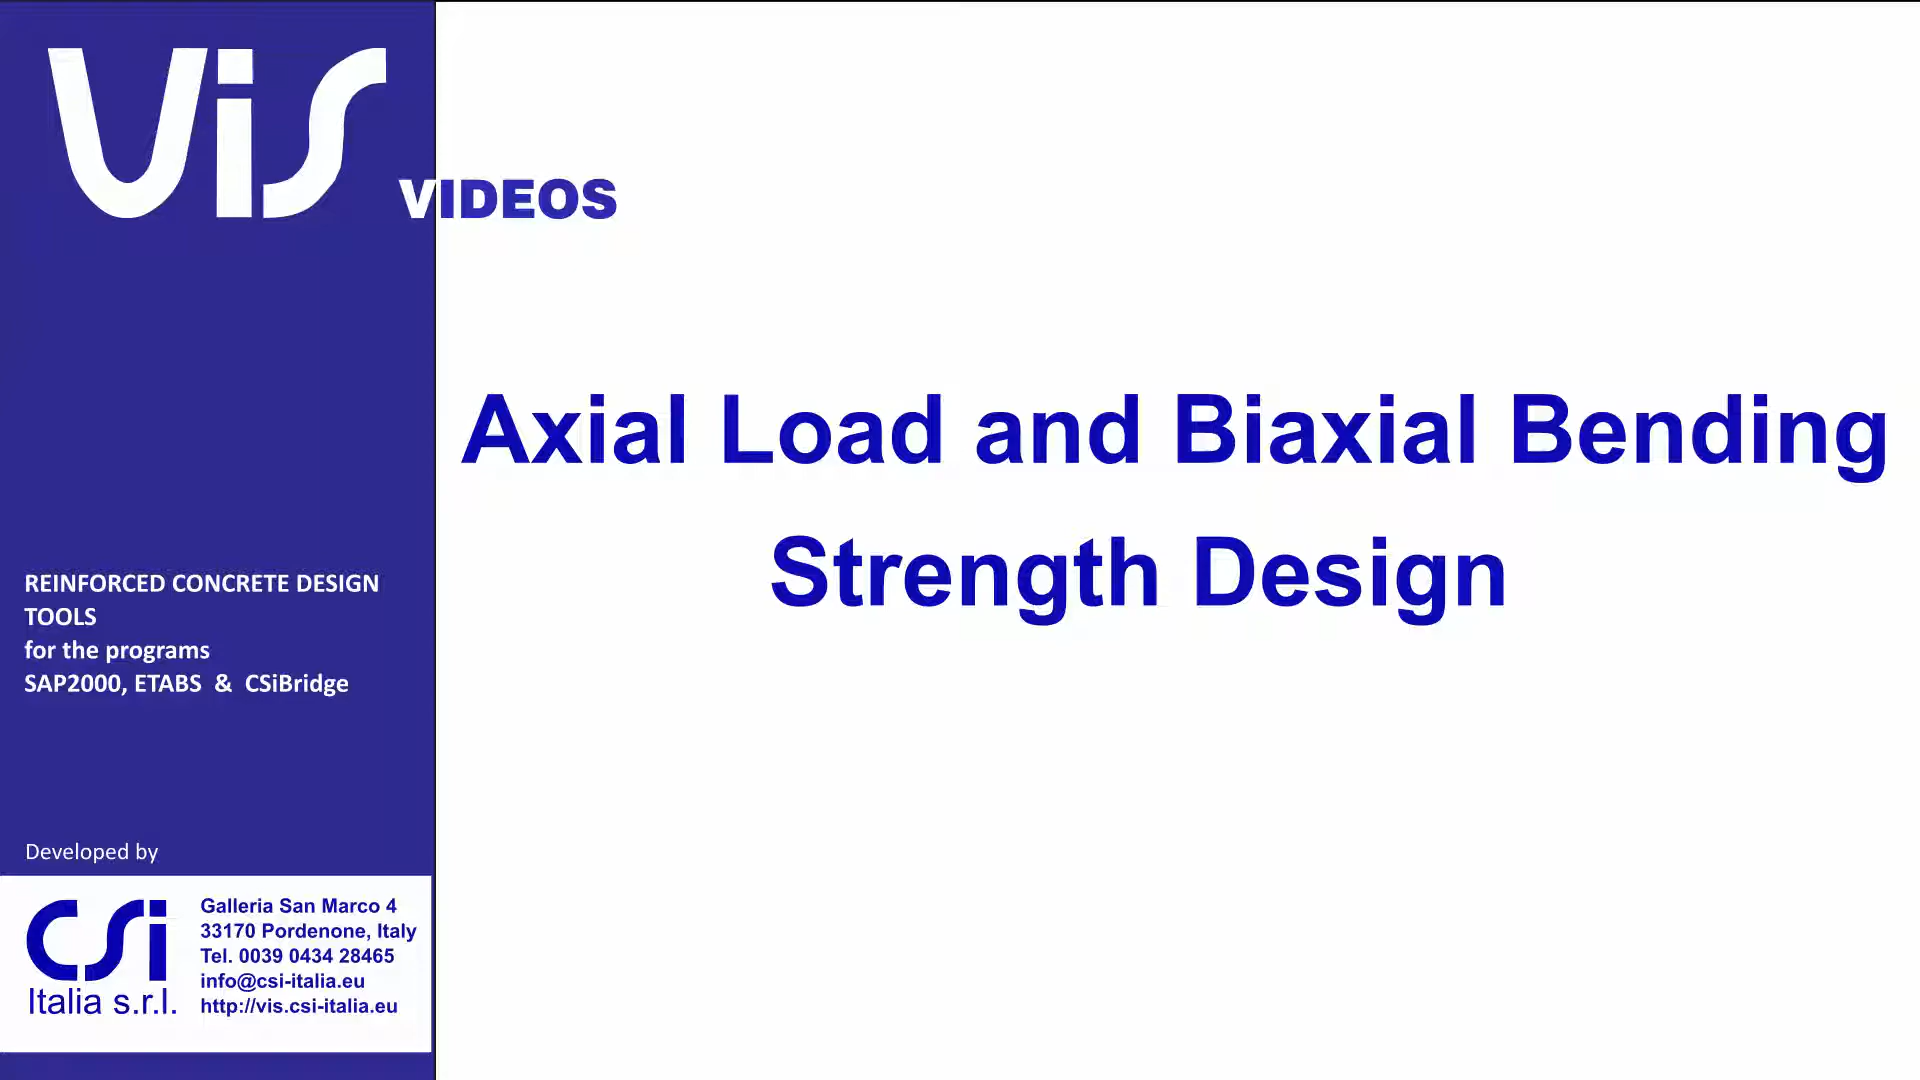 Vis VIDEOS
Axial Load and Biaxial Bending
Strength Design
REINFORCED CONCRETE DESIGN
TOOLS
for the programs
SAP2000, ETABS & CSiBridge
Developed by
CSi
Italia s.r.l.
Galleria San Marco 4
33170 Pordenone, Italy
Tel. 0039 0434 28465
info@csi-italia.eu
http://vis.csi-italia.eu